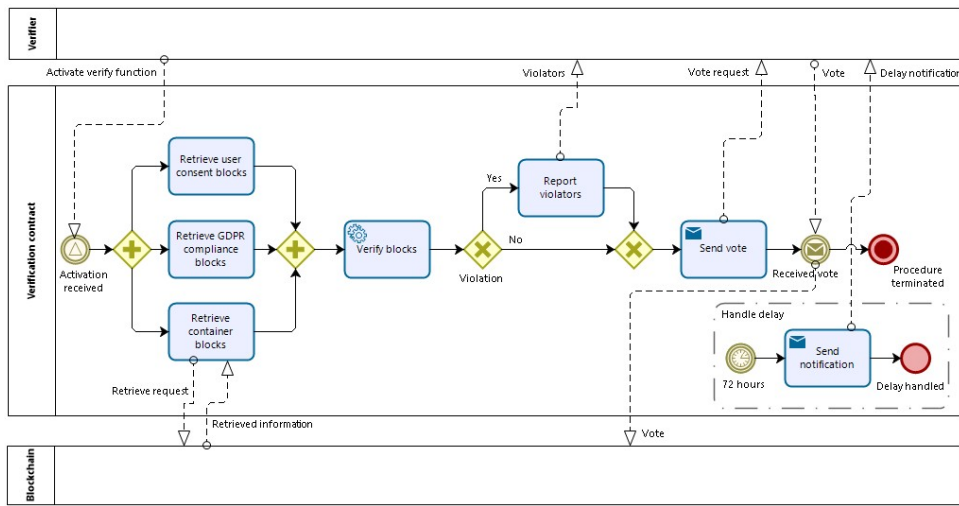 Verifier
Activate verify function
Violators
Vote request
Vote
Delay notification
Verification contract
Retrieve user
consent blocks
Yes
Report
violators
Retrieve GDPR
compliance
blocks
Verify blocks
No
Send vote
Activation
received
Violation
Received vote
Procedure
terminated
Retrieve
container
blocks
Handle delay
Send
notification
72 hours
Delay handled
Retrieve request
Retrieved information
Vote
Blockchain